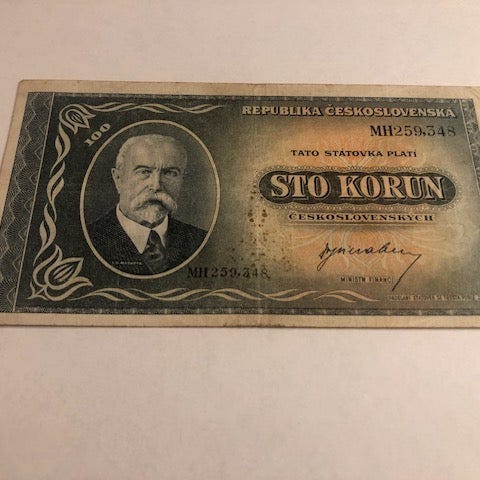 100
REPUBLIKA ČESKOSLOVENSKÁ
MH259,348
TATO STÁTOVKA PLATÍ
STO KORUN
ČESKOSLOVENSKÝCH
MH259,348
MINISTR FINANCÍ